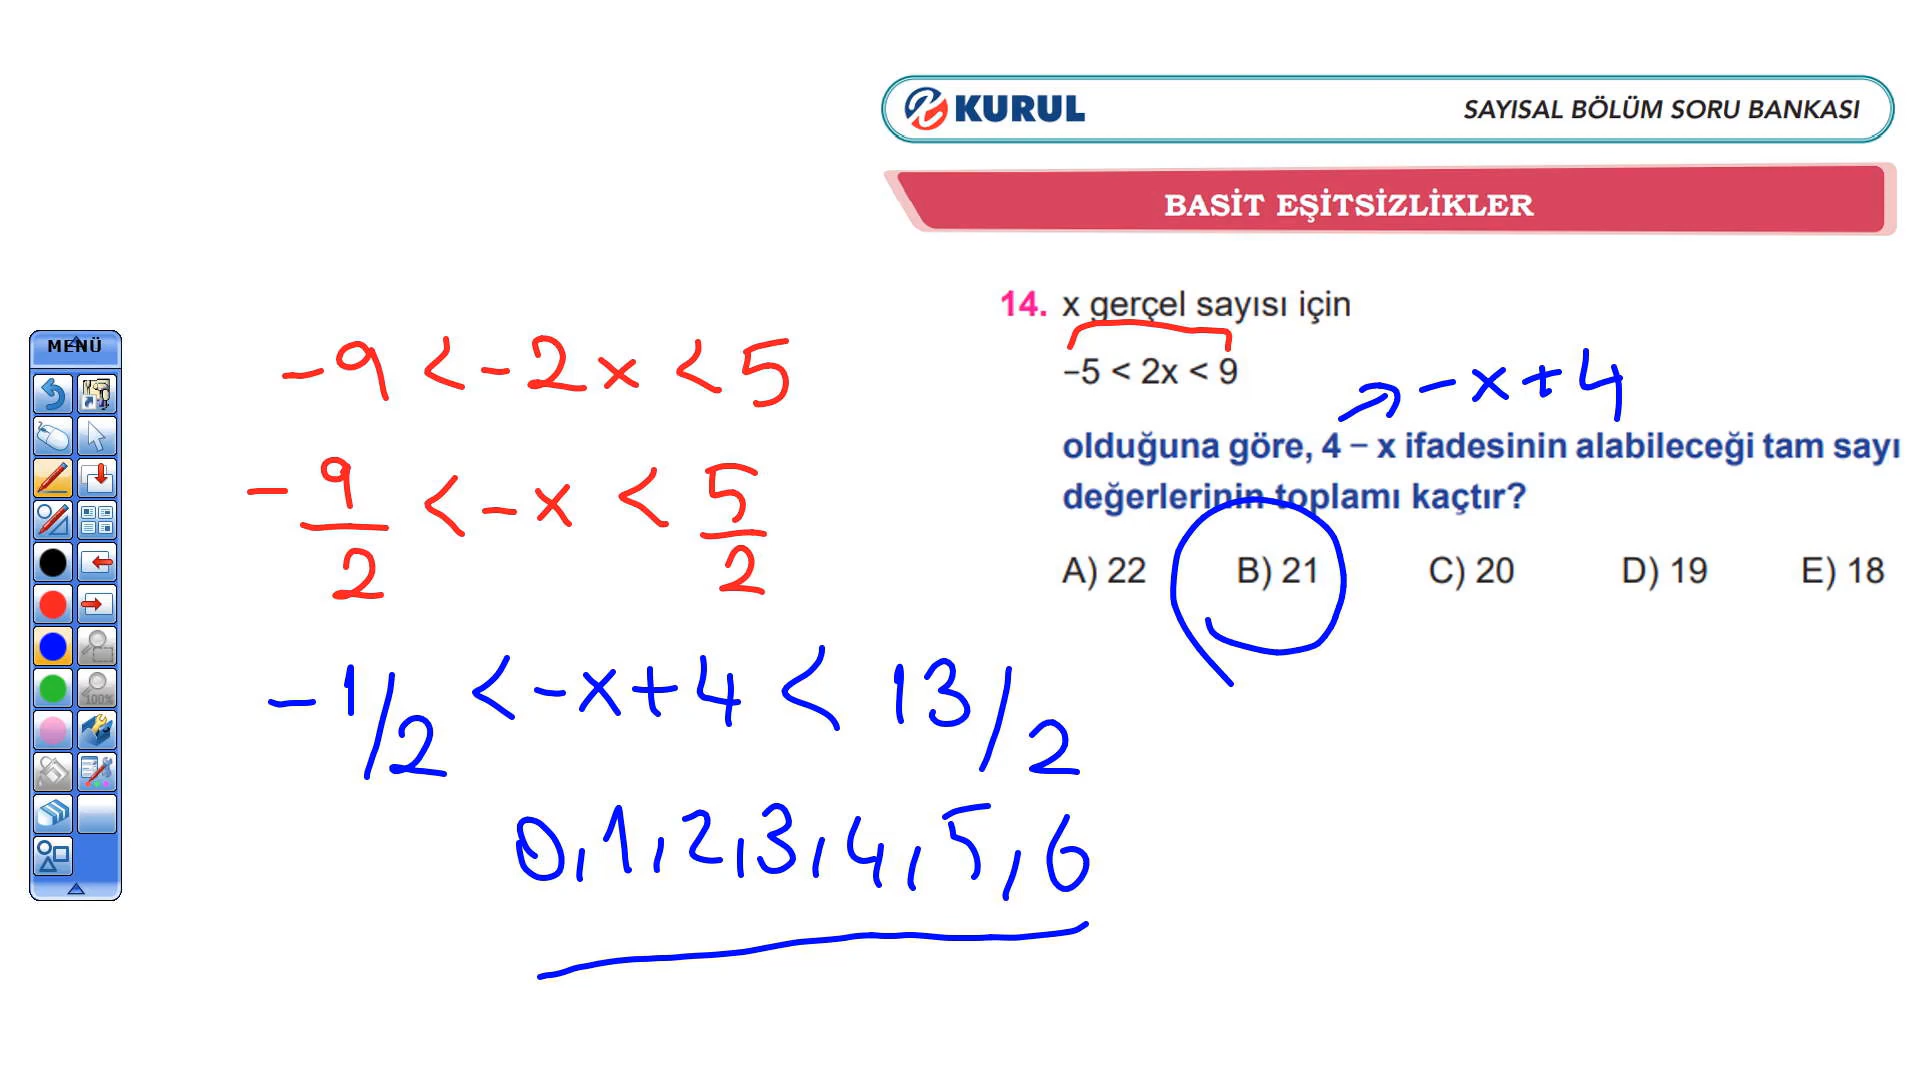 KURUL
SAYISAL BÖLÜM SORU BANKASI
BASİT EŞİTSİZLİKLER
14. x gerçel sayısı için
–5 < 2x < 9
-x+4
olduğuna göre, 4 – x ifadesinin alabileceği tam sayı
değerlerinin toplamı kaçtır?
A) 22 B) 21 C) 20 D) 19 E) 18
MENÜ
100%
-9 < -2x < 5
-9/2 < -x < 5/2
-1/2 < -x+4 < 13/2
0,1,2,3,4,5,6